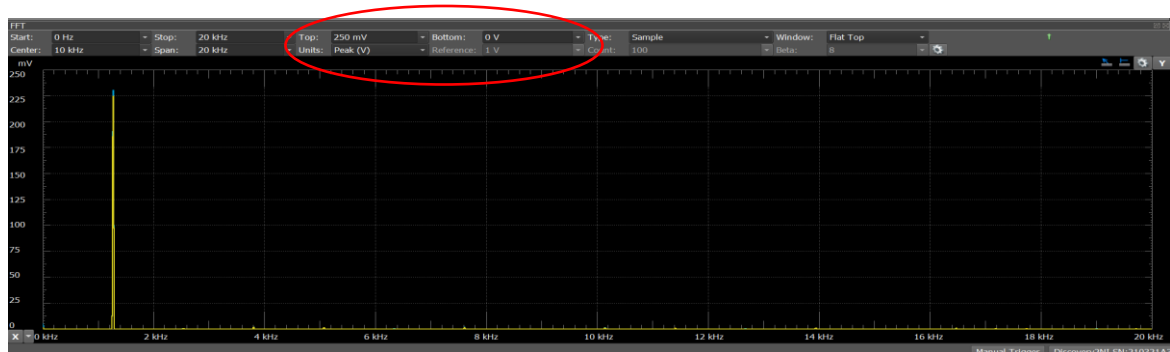 FFT
Start: 0 Hz Stop: 20 kHz Top: 250 mV Bottom: 0 V Type: Sample Window: Flat Top
Center: 10 kHz Span: 20 kHz Units: Peak (V) Reference: 1 V Count: 100 Beta: 8
mV
Y
250
225
200
175
150
125
100
75
50
25
0
X 0 kHz 2 kHz 4 kHz 6 kHz 8 kHz 10 kHz 12 kHz 14 kHz 16 kHz 18 kHz 20 kHz
Manual Trigger